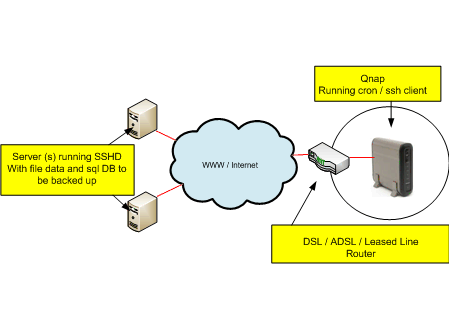 Qnap
Running cron / ssh client
Server (s) running SSHD
With file data and sql DB to
be backed up
WWW / Internet
DSL / ADSL / Leased Line
Router